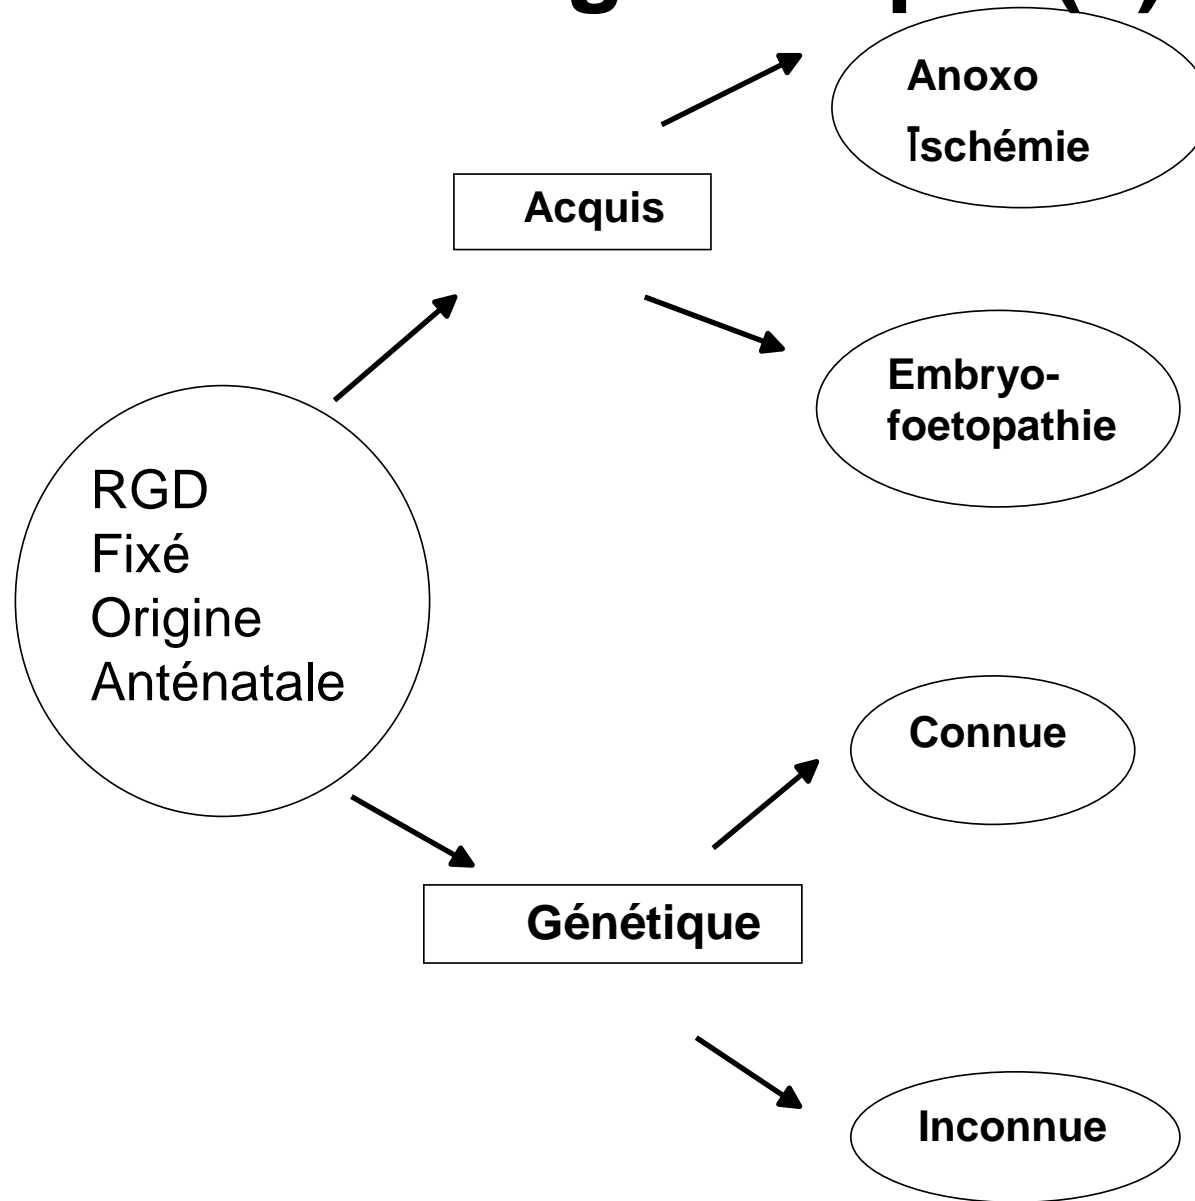 Anoxo
Ischémie
Acquis
Embryo-
foetopathie
RGD
Fixé
Origine
Anténatale
Connue
Génétique
Inconnue